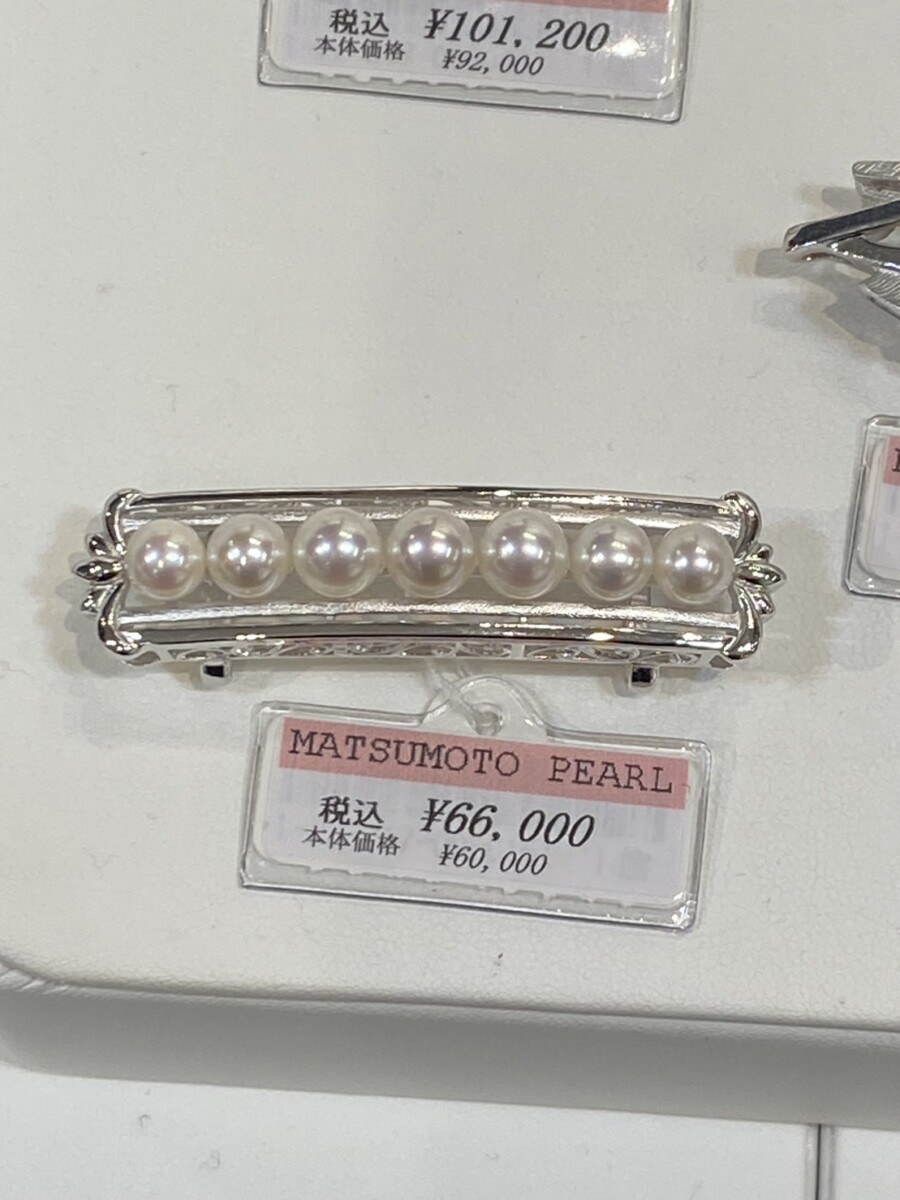 税込 ¥101,200
本体価格 ¥92,000
MATSUMOTO PEARL
税込 ¥66,000
本体価格 ¥60,000